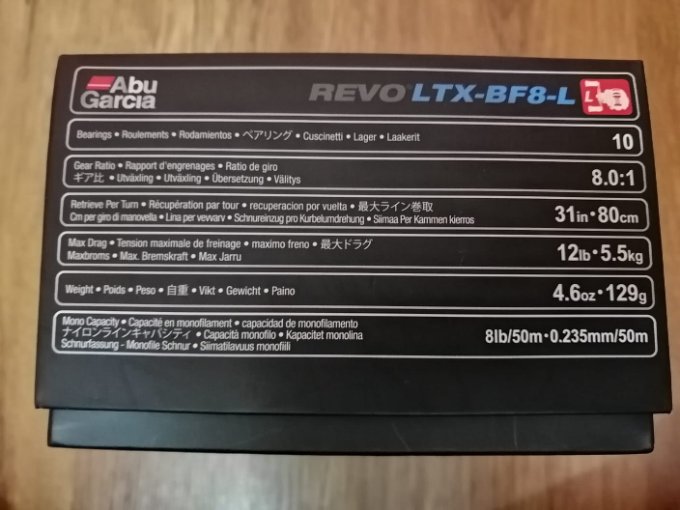 Abu
Garcia
REVO LTX-BF8-L
L
Bearings • Roulements • Rodamientos • ベアリング • Cuscinetti • Lager • Laakerit
10
Gear Ratio • Rapport d'engrenages • Ratio de giro
ギア比 • Utväxling • Utväxling • Übersetzung • Välitys
8.0:1
Retrieve Per Turn • Récupération par tour • recuperacion por vuelta • 最大ライン巻取
Cm per giro di manovella • Lina per vevvarv • Schnureinzug pro Kurbelumdrehung • Siimaa Per Kammen kierros
31in • 80cm
Max Drag • Tension maximale de freinage • maximo freno • 最大ドラグ
Maxbroms • Max. Bremskraft • Max Jarru
12lb • 5.5kg
Weight • Poids • Peso • 自重 • Vikt • Gewicht • Paino
4.6oz • 129g
Mono Capacity • Capacité en monofilament • capacidad de monofilamento
ナイロンラインキャパシティ • Capacità monofilo • Kapacitet monolina
Schnurfassung - Monofile Schnur • Siimatilavuus monofiili
8lb/50m • 0.235mm/50m